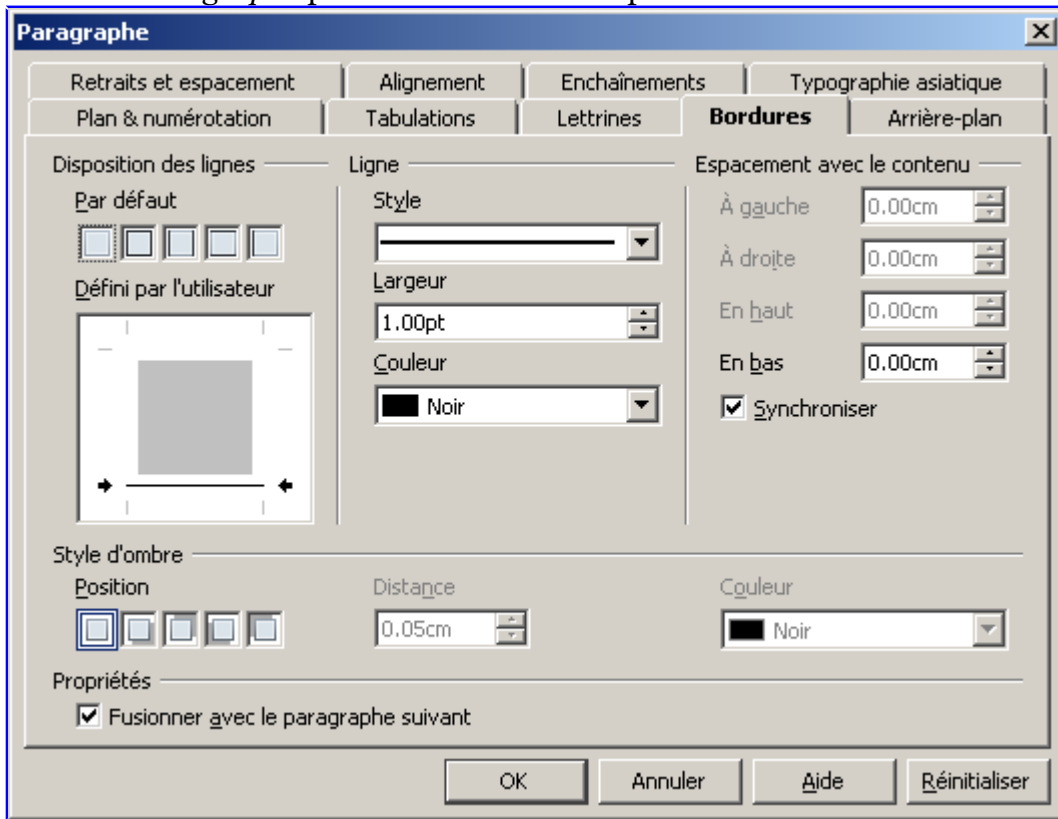 Paragraphe
Retraits et espacement Alignement Enchaînements Typographie asiatique
Plan & numérotation Tabulations Lettrines Bordures Arrière-plan
Disposition des lignes Ligne Espacement avec le contenu
Par défaut Style À gauche 0.00cm
À droite 0.00cm
Défini par l'utilisateur Largeur
1.00pt En haut 0.00cm
Couleur En bas 0.00cm
Noir Synchroniser
Style d'ombre
Position Distance Couleur
0.05cm Noir
Propriétés
Fusionner avec le paragraphe suivant
OK Annuler Aide Réinitialiser